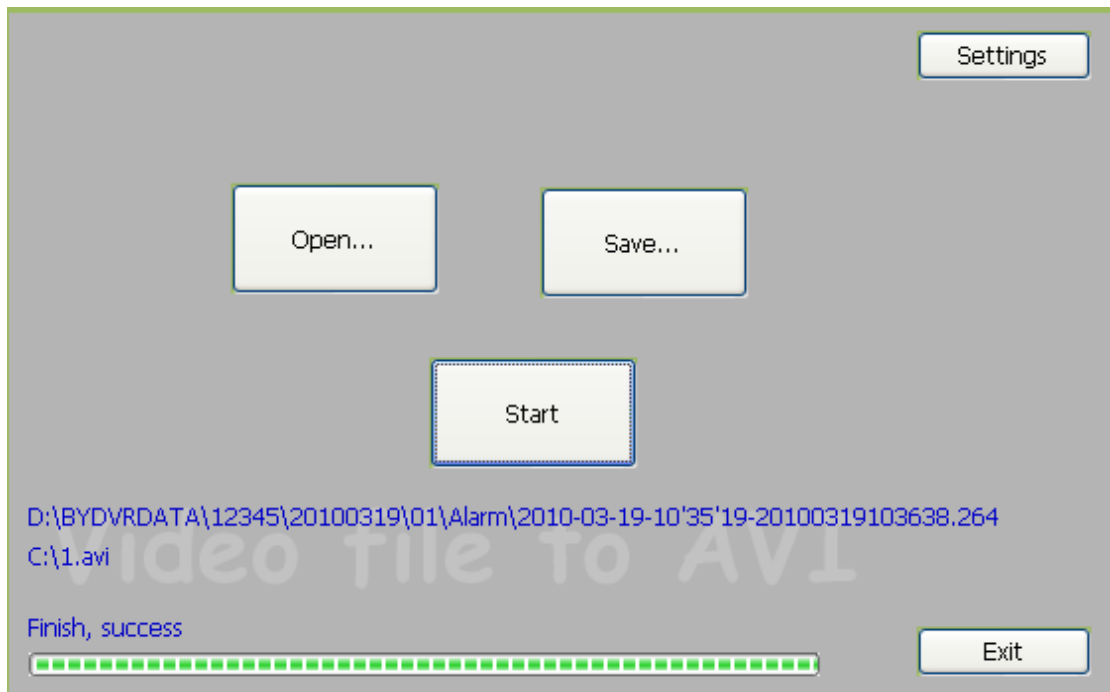 Settings
Open...
Save...
Start
D:\BYDVRDATA\12345\20100319\01\Alarm\2010-03-19-10'35'19-20100319103638.264
C:\1.avi
Video file to AVI
Finish, success
Exit